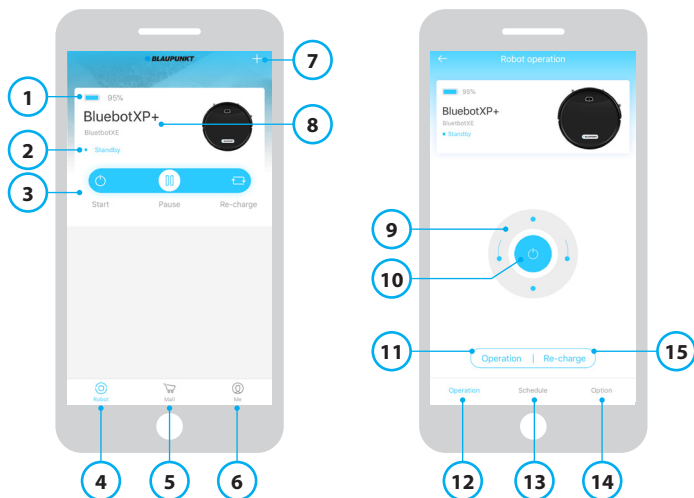 BLAUPUNKT
7
1
95%
BluebotXP+
8
BluetbotXE
2
Standby
3
Start Pause Re-charge
Robot Mall Me
4 5 6
Robot operation
95%
BluebotXP+
BluebotXE
Standby
9
10
11
15
Operation | Re-charge
Operation Schedule Option
12 13 14